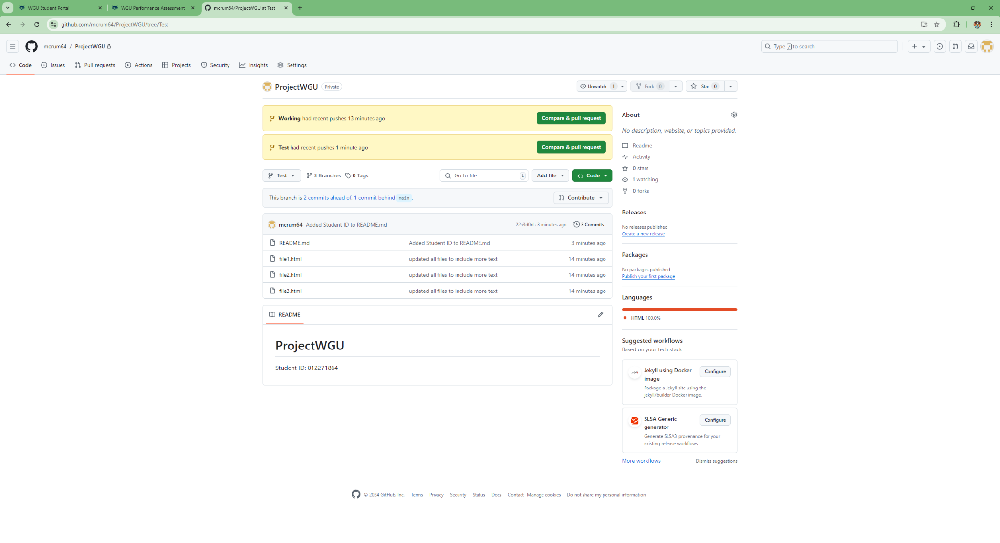 WGU Student Portal
WGU Performance Assessment
mcrum64/ProjectWGU at Test
github.com/mcrum64/ProjectWGU/tree/Test
mcrum64 / ProjectWGU
Type / to search
Code
Issues
Pull requests
Actions
Projects
Security
Insights
Settings
ProjectWGU Private
Unwatch 1
Fork 0
Star 0
Working had recent pushes 13 minutes ago
Compare & pull request
Test had recent pushes 1 minute ago
Compare & pull request
Test
3 Branches
0 Tags
Go to file t
Add file
Code
This branch is 2 commits ahead of, 1 commit behind main .
Contribute
mcrum64 Added Student ID to README.md
22a3d0d · 3 minutes ago
3 Commits
README.md Added Student ID to README.md 3 minutes ago
file1.html updated all files to include more text 14 minutes ago
file2.html updated all files to include more text 14 minutes ago
file3.html updated all files to include more text 14 minutes ago
README
ProjectWGU
Student ID: 012271864
About
No description, website, or topics provided.
Readme
Activity
0 stars
1 watching
0 forks
Releases
No releases published
Create a new release
Packages
No packages published
Publish your first package
Languages
HTML 100.0%
Suggested workflows
Based on your tech stack
Jekyll using Docker
image
Configure
Package a Jekyll site using the
jekyll/builder Docker image.
SLSA Generic
generator
Configure
Generate SLSA3 provenance for your
existing release workflows
More workflows
Dismiss suggestions
© 2024 GitHub, Inc. Terms Privacy Security Status Docs Contact Manage cookies Do not share my personal information